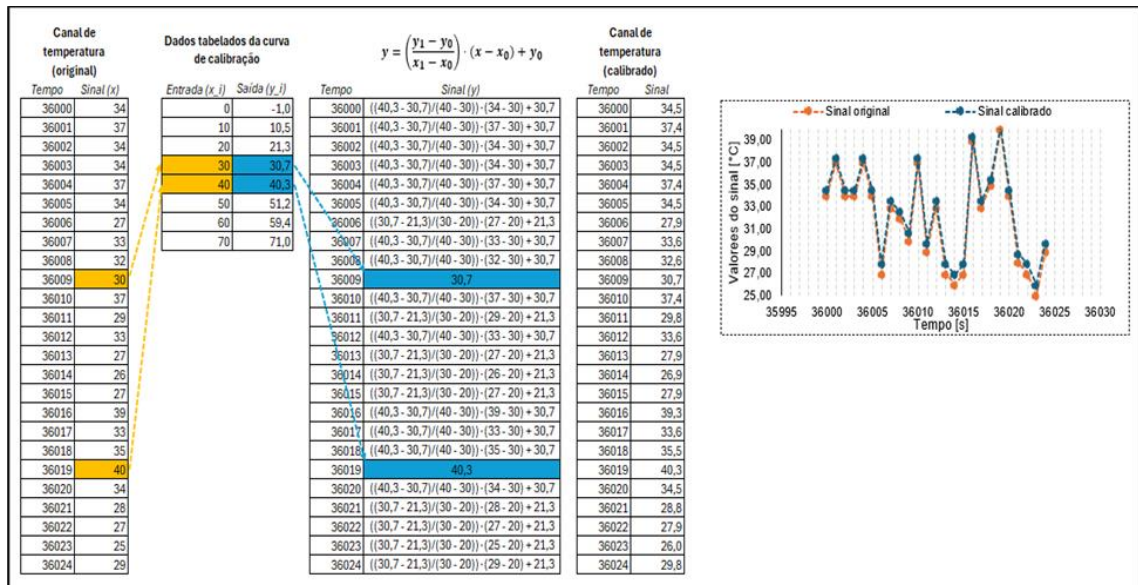 Canal de
temperatura
(original)
Tempo Sinal (x)
36000 34
36001 37
36002 34
36003 34
36004 37
36005 34
36006 27
36007 33
36008 32
36009 30
36010 37
36011 29
36012 33
36013 27
36014 26
36015 27
36016 39
36017 33
36018 35
36019 40
36020 34
36021 28
36022 27
36023 25
36024 29
Dados tabelados da curva
de calibração
Entrada (x_i) Saída (y_i)
0 -1,0
10 10,5
20 21,3
30 30,7
40 40,3
50 51,2
60 59,4
70 71,0
y = ((y₁ − y₀)/(x₁ − x₀)) · (x − x₀) + y₀
Tempo Sinal (y)
36000 ((40,3 - 30,7)/(40 - 30))·(34 - 30) + 30,7
36001 ((40,3 - 30,7)/(40 - 30))·(37 - 30) + 30,7
36002 ((40,3 - 30,7)/(40 - 30))·(34 - 30) + 30,7
36003 ((40,3 - 30,7)/(40 - 30))·(34 - 30) + 30,7
36004 ((40,3 - 30,7)/(40 - 30))·(37 - 30) + 30,7
36005 ((40,3 - 30,7)/(40 - 30))·(34 - 30) + 30,7
36006 ((30,7 - 21,3)/(30 - 20))·(27 - 20) + 21,3
36007 ((40,3 - 30,7)/(40 - 30))·(33 - 30) + 30,7
36008 ((40,3 - 30,7)/(40 - 30))·(32 - 30) + 30,7
36009 30,7
36010 ((40,3 - 30,7)/(40 - 30))·(37 - 30) + 30,7
36011 ((30,7 - 21,3)/(30 - 20))·(29 - 20) + 21,3
36012 ((40,3 - 30,7)/(40 - 30))·(33 - 30) + 30,7
36013 ((30,7 - 21,3)/(30 - 20))·(27 - 20) + 21,3
36014 ((30,7 - 21,3)/(30 - 20))·(26 - 20) + 21,3
36015 ((30,7 - 21,3)/(30 - 20))·(27 - 20) + 21,3
36016 ((40,3 - 30,7)/(40 - 30))·(39 - 30) + 30,7
36017 ((40,3 - 30,7)/(40 - 30))·(33 - 30) + 30,7
36018 ((40,3 - 30,7)/(40 - 30))·(35 - 30) + 30,7
36019 40,3
36020 ((40,3 - 30,7)/(40 - 30))·(34 - 30) + 30,7
36021 ((30,7 - 21,3)/(30 - 20))·(28 - 20) + 21,3
36022 ((30,7 - 21,3)/(30 - 20))·(27 - 20) + 21,3
36023 ((30,7 - 21,3)/(30 - 20))·(25 - 20) + 21,3
36024 ((30,7 - 21,3)/(30 - 20))·(29 - 20) + 21,3
Canal de
temperatura
(calibrado)
Tempo Sinal
36000 34,5
36001 37,4
36002 34,5
36003 34,5
36004 37,4
36005 34,5
36006 27,9
36007 33,6
36008 32,6
36009 30,7
36010 37,4
36011 29,8
36012 33,6
36013 27,9
36014 26,9
36015 27,9
36016 39,3
36017 33,6
36018 35,5
36019 40,3
36020 34,5
36021 28,8
36022 27,9
36023 26,0
36024 29,8
Sinal original Sinal calibrado
Valorees do sinal [°C]
39,00
37,00
35,00
33,00
31,00
29,00
27,00
25,00
35995 36000 36005 36010 36015 36020 36025 36030
Tempo [s]